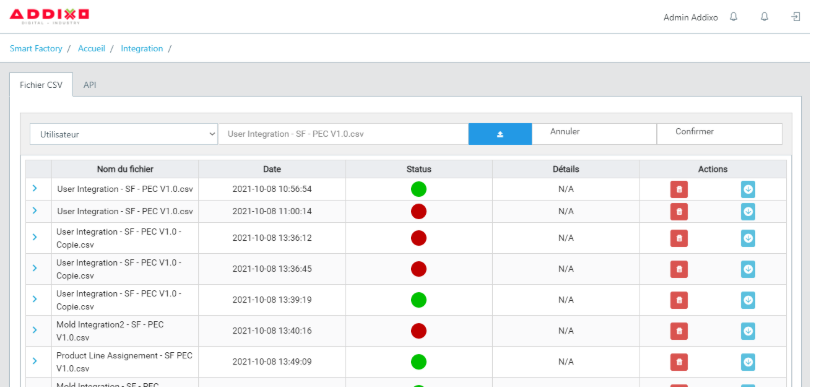 ADDIXO
DIGITAL - INDUSTRY
Admin Addixo
Smart Factory / Accueil / Integration /
Fichier CSV API
Utilisateur User Integration - SF - PEC V1.0.csv Annuler Confirmer
Nom du fichier Date Status Détails Actions
User Integration - SF - PEC V1.0.csv 2021-10-08 10:56:54 N/A
User Integration - SF - PEC V1.0.csv 2021-10-08 11:00:14 N/A
User Integration - SF - PEC V1.0 -
Copie.csv 2021-10-08 13:36:12 N/A
User Integration - SF - PEC V1.0 -
Copie.csv 2021-10-08 13:36:45 N/A
User Integration - SF - PEC V1.0 -
Copie.csv 2021-10-08 13:39:19 N/A
Mold Integration2 - SF - PEC
V1.0.csv 2021-10-08 13:40:16 N/A
Product Line Assignement - SF PEC
V1.0.csv 2021-10-08 13:49:09 N/A
Mold Integration - SF - PEC